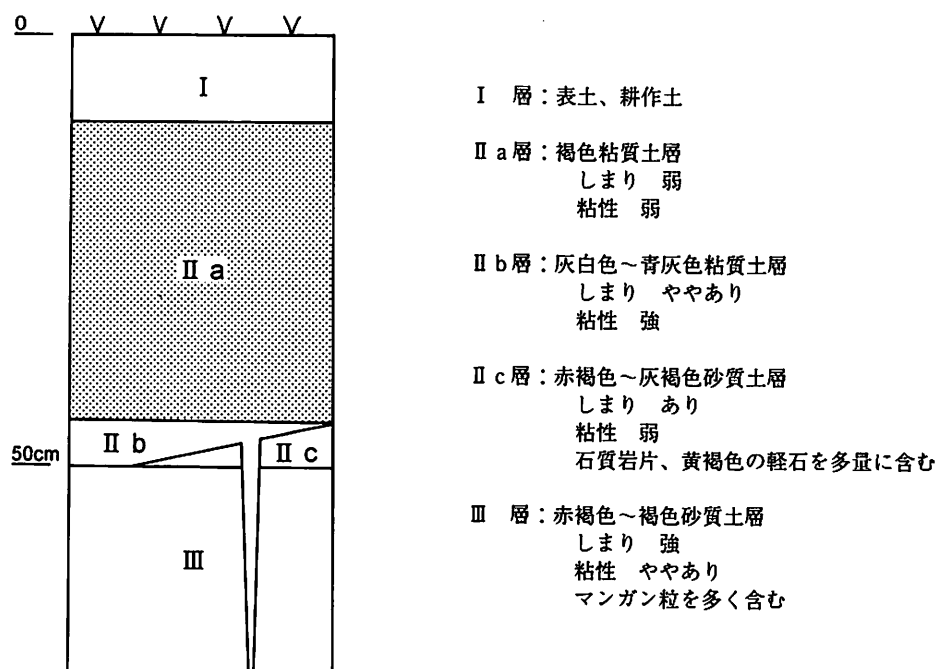 0
Ⅰ
Ⅱ a
Ⅱ b
Ⅱ c
50cm
Ⅲ
Ⅰ 層：表土、耕作土
Ⅱ a 層：褐色粘質土層
しまり 弱
粘性 弱
Ⅱ b 層：灰白色～青灰色粘質土層
しまり ややあり
粘性 強
Ⅱ c 層：赤褐色～灰褐色砂質土層
しまり あり
粘性 弱
石質岩片、黄褐色の軽石を多量に含む
Ⅲ 層：赤褐色～褐色砂質土層
しまり 強
粘性 ややあり
マンガン粒を多く含む